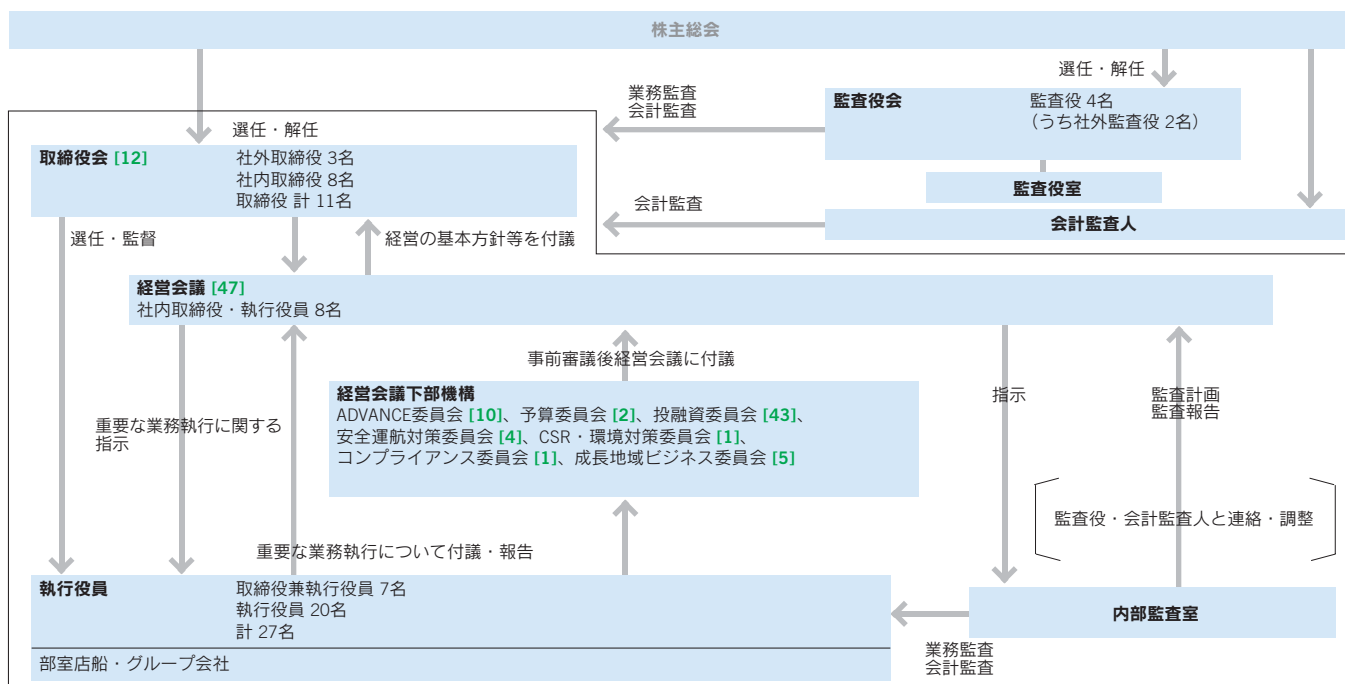 株主総会
選任・解任
業務監査
会計監査
監査役会
監査役 4名
(うち社外監査役 2名)
選任・解任
取締役会 [12]
社外取締役 3名
社内取締役 8名
取締役 計 11名
監査役室
会計監査
会計監査人
選任・監督
経営の基本方針等を付議
経営会議 [47]
社内取締役・執行役員 8名
事前審議後経営会議に付議
経営会議下部機構
ADVANCE委員会 [10]、予算委員会 [2]、投融資委員会 [43]、
安全運航対策委員会 [4]、CSR・環境対策委員会 [1]、
コンプライアンス委員会 [1]、成長地域ビジネス委員会 [5]
指示
監査計画
監査報告
重要な業務執行に関する
指示
監査役・会計監査人と連絡・調整
重要な業務執行について付議・報告
執行役員
取締役兼執行役員 7名
執行役員 20名
計 27名
内部監査室
業務監査
会計監査
部室店船・グループ会社